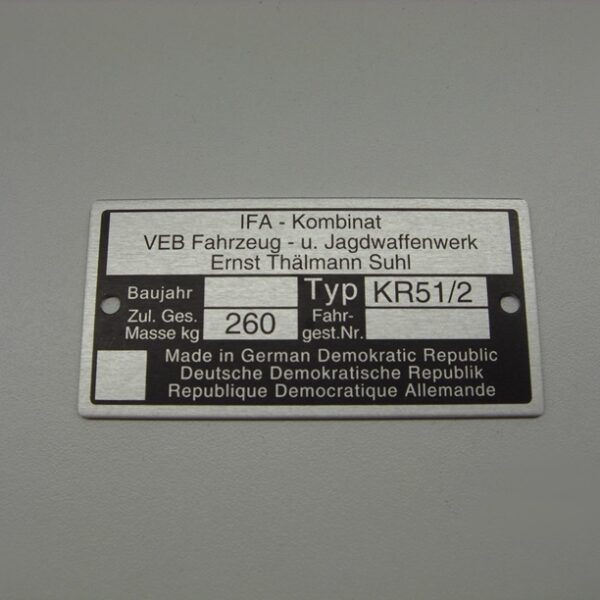 IFA - Kombinat
VEB Fahrzeug - u. Jagdwaffenwerk
Ernst Thälmann Suhl
Baujahr
Typ KR51/2
Zul. Ges. Masse kg 260
Fahr- gest.Nr.
Made in German Demokratic Republic
Deutsche Demokratische Republik
Republique Democratique Allemande